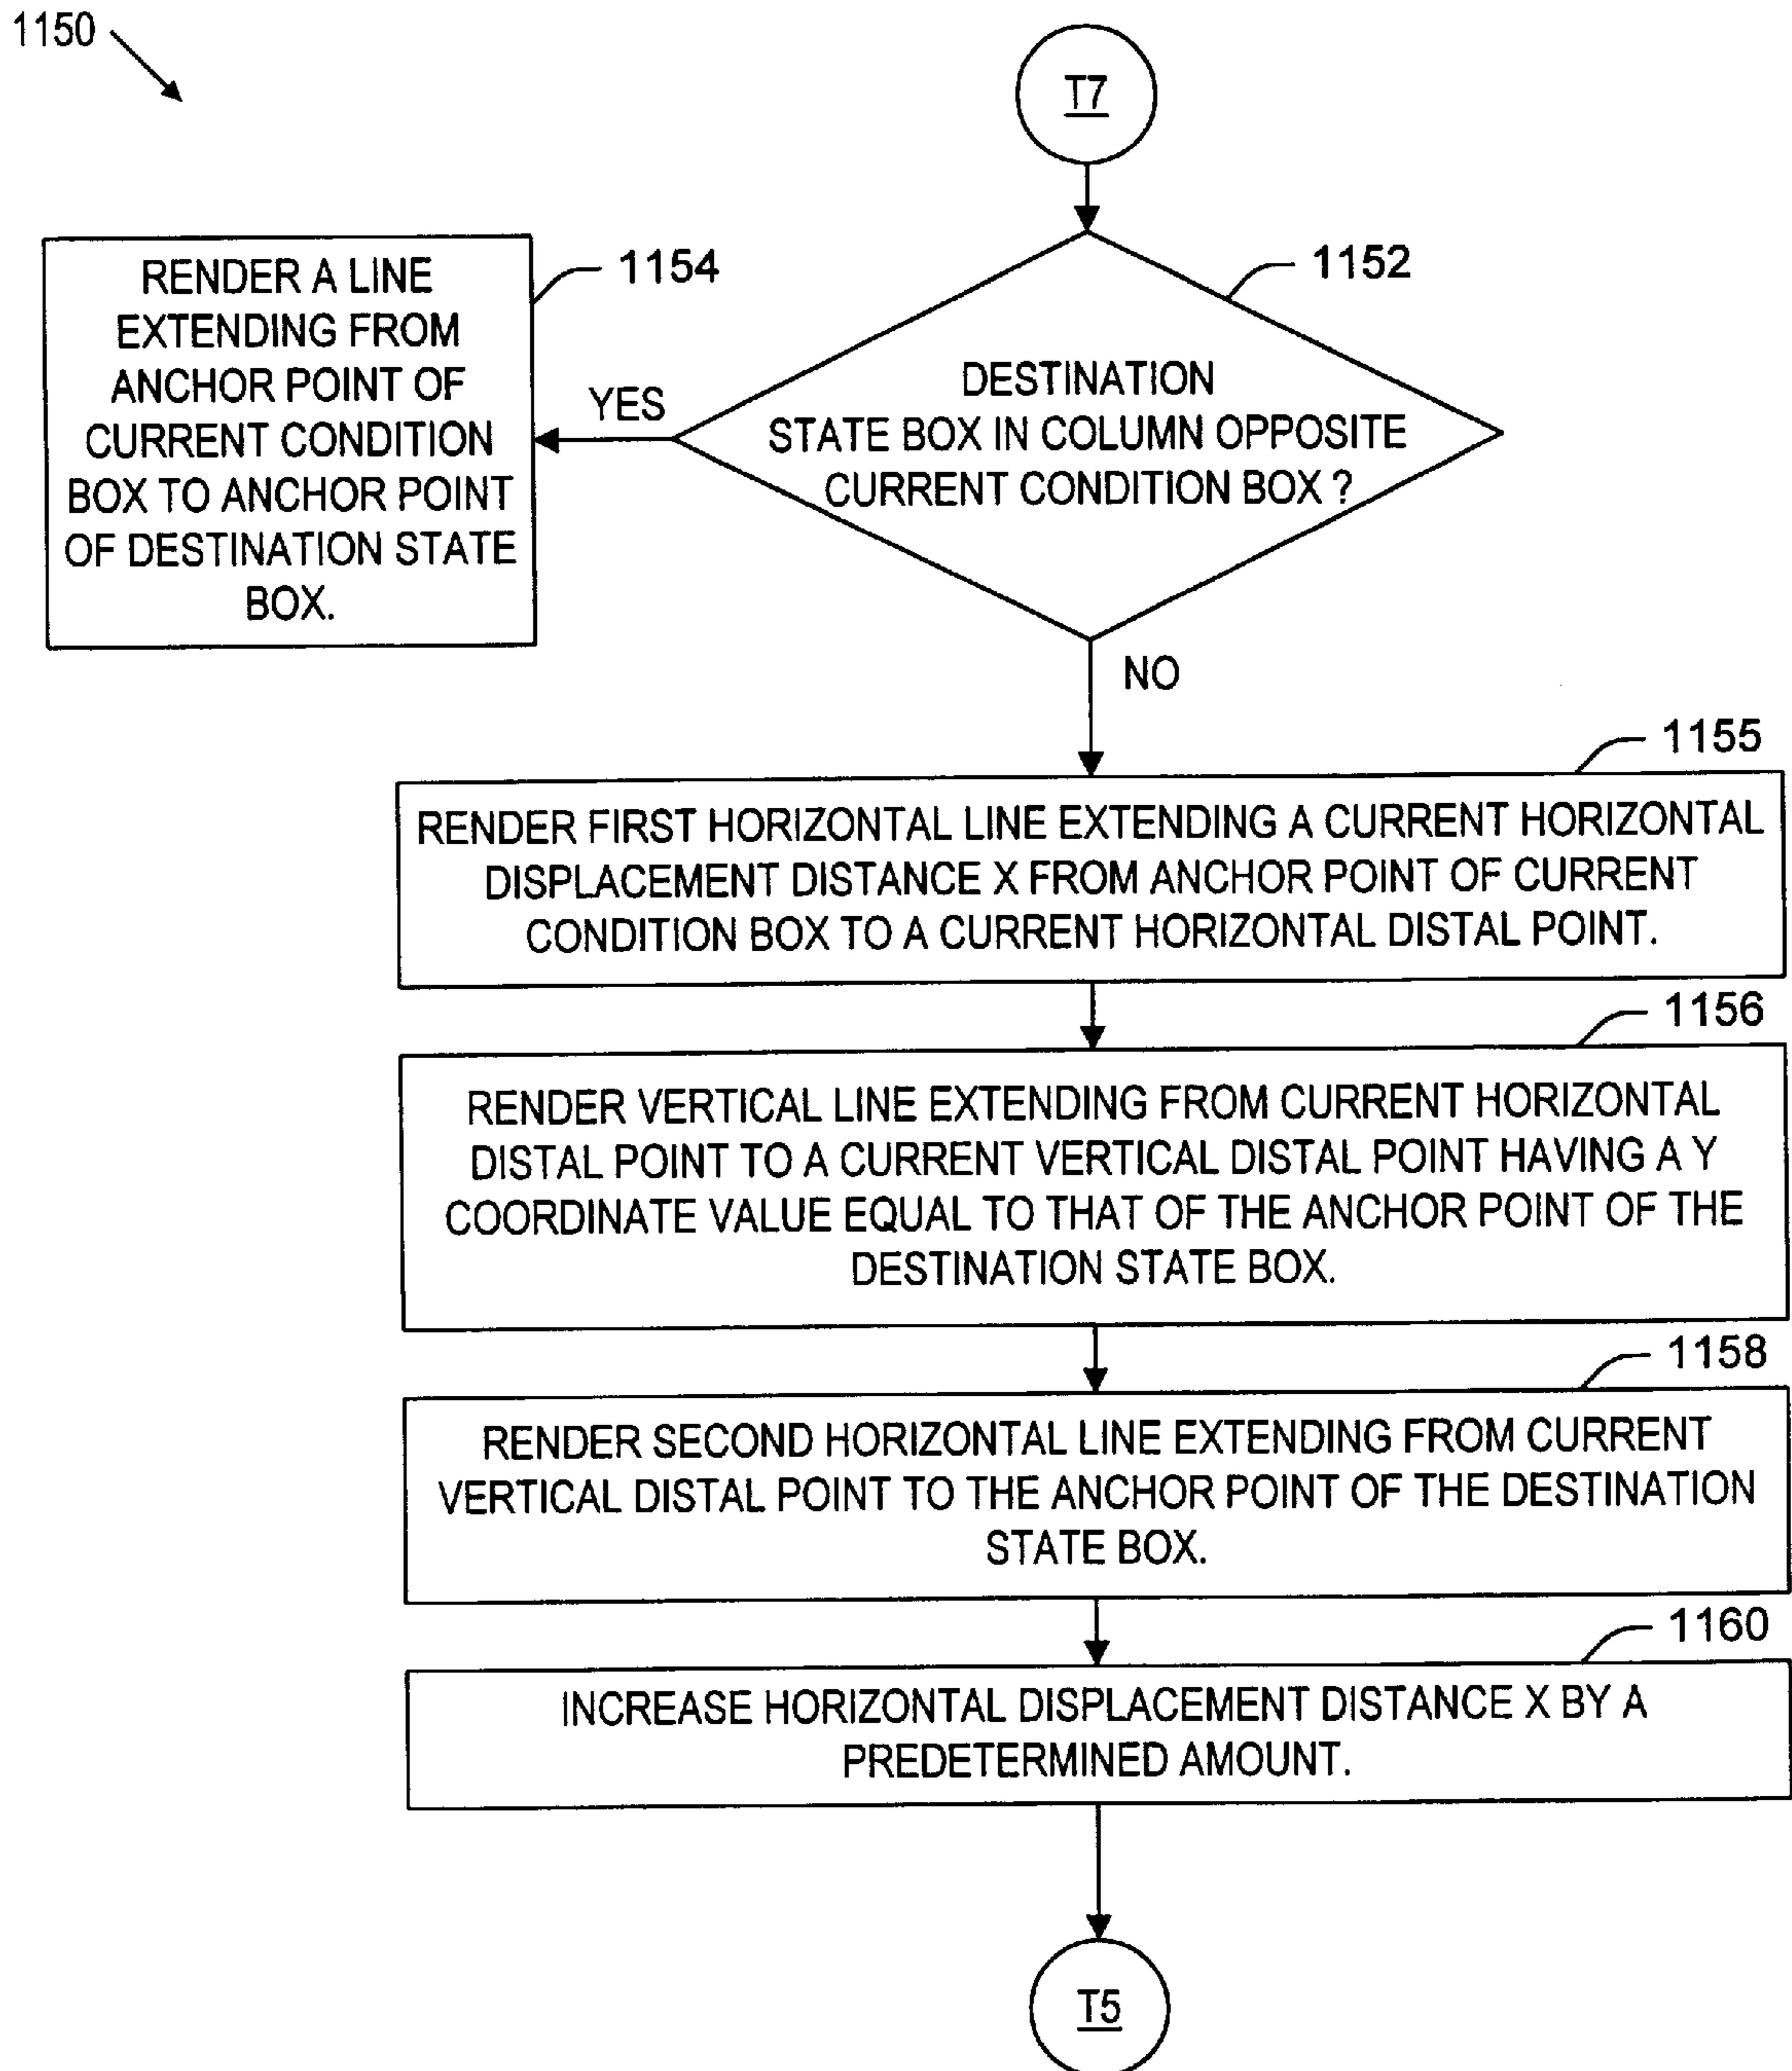 1150
T7
1152
DESTINATION
STATE BOX IN COLUMN OPPOSITE
CURRENT CONDITION BOX ?
YES
1154
RENDER A LINE
EXTENDING FROM
ANCHOR POINT OF
CURRENT CONDITION
BOX TO ANCHOR POINT
OF DESTINATION STATE
BOX.
NO
1155
RENDER FIRST HORIZONTAL LINE EXTENDING A CURRENT HORIZONTAL
DISPLACEMENT DISTANCE X FROM ANCHOR POINT OF CURRENT
CONDITION BOX TO A CURRENT HORIZONTAL DISTAL POINT.
1156
RENDER VERTICAL LINE EXTENDING FROM CURRENT HORIZONTAL
DISTAL POINT TO A CURRENT VERTICAL DISTAL POINT HAVING A Y
COORDINATE VALUE EQUAL TO THAT OF THE ANCHOR POINT OF THE
DESTINATION STATE BOX.
1158
RENDER SECOND HORIZONTAL LINE EXTENDING FROM CURRENT
VERTICAL DISTAL POINT TO THE ANCHOR POINT OF THE DESTINATION
STATE BOX.
1160
INCREASE HORIZONTAL DISPLACEMENT DISTANCE X BY A
PREDETERMINED AMOUNT.
T5